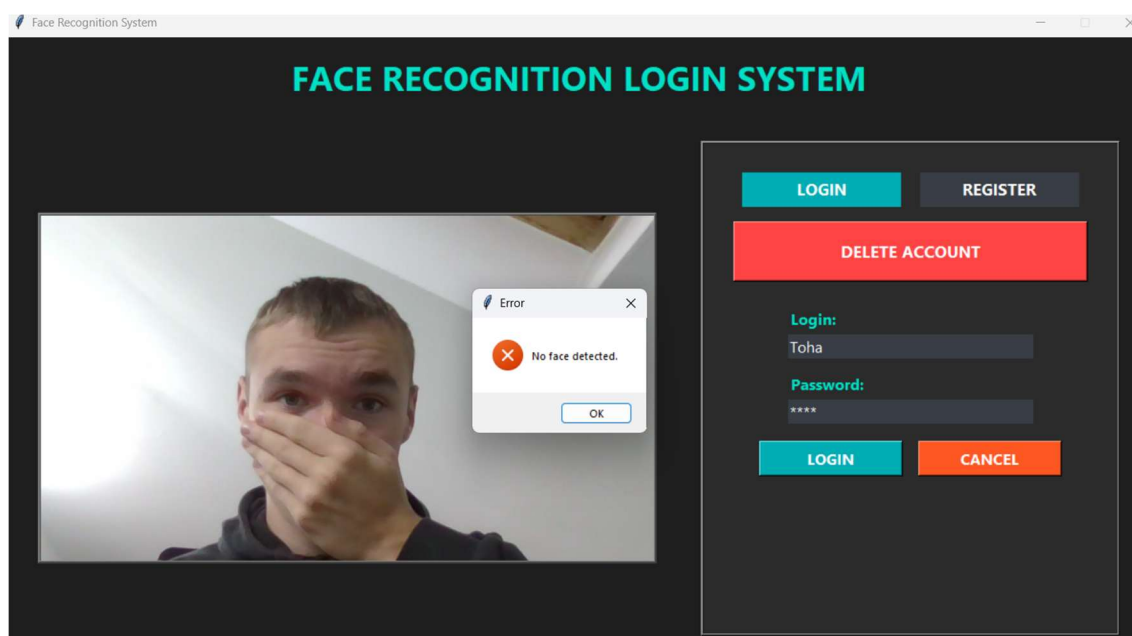 Face Recognition System
FACE RECOGNITION LOGIN SYSTEM
LOGIN REGISTER
DELETE ACCOUNT
Error
No face detected.
OK
Login:
Toha
Password:
****
LOGIN CANCEL